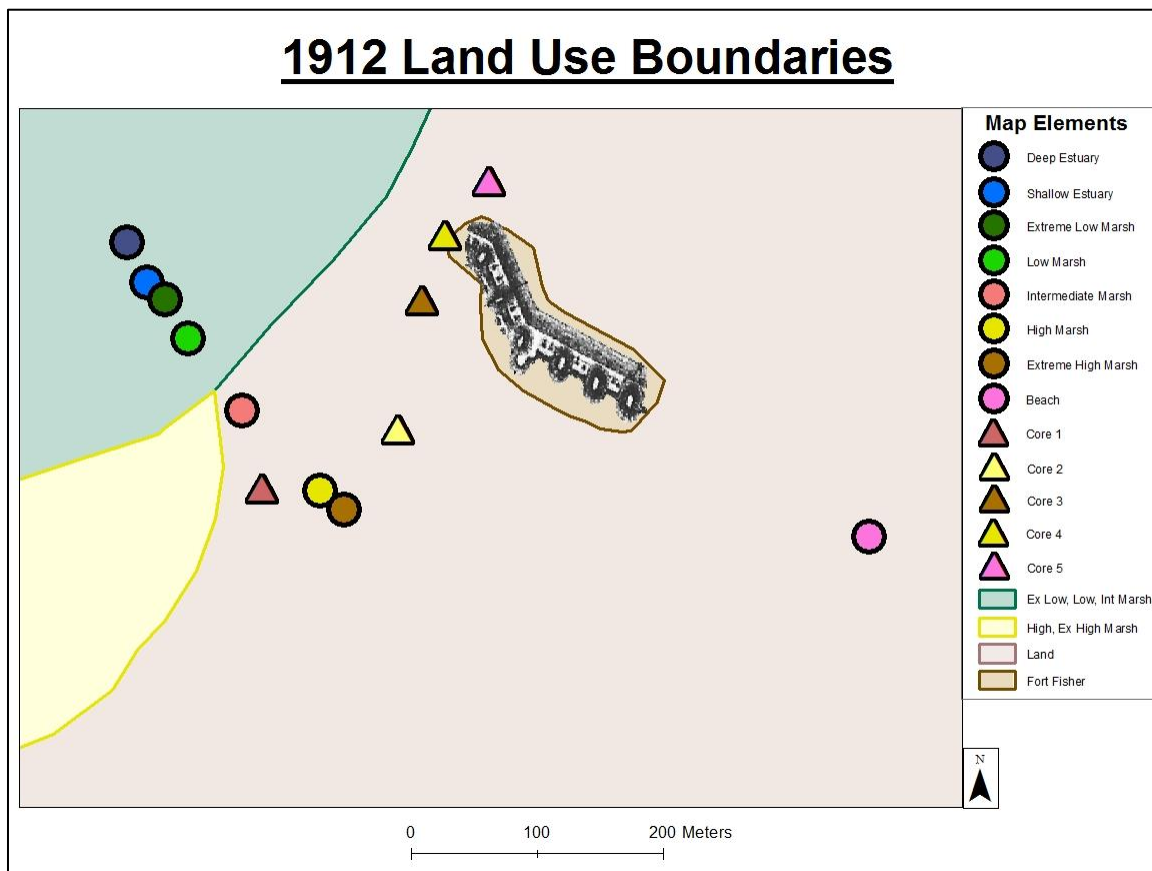 1912 Land Use Boundaries
Map Elements
Deep Estuary
Shallow Estuary
Extreme Low Marsh
Low Marsh
Intermediate Marsh
High Marsh
Extreme High Marsh
Beach
Core 1
Core 2
Core 3
Core 4
Core 5
Ex Low, Low, Int Marsh
High, Ex High Marsh
Land
Fort Fisher
N
0 100 200 Meters